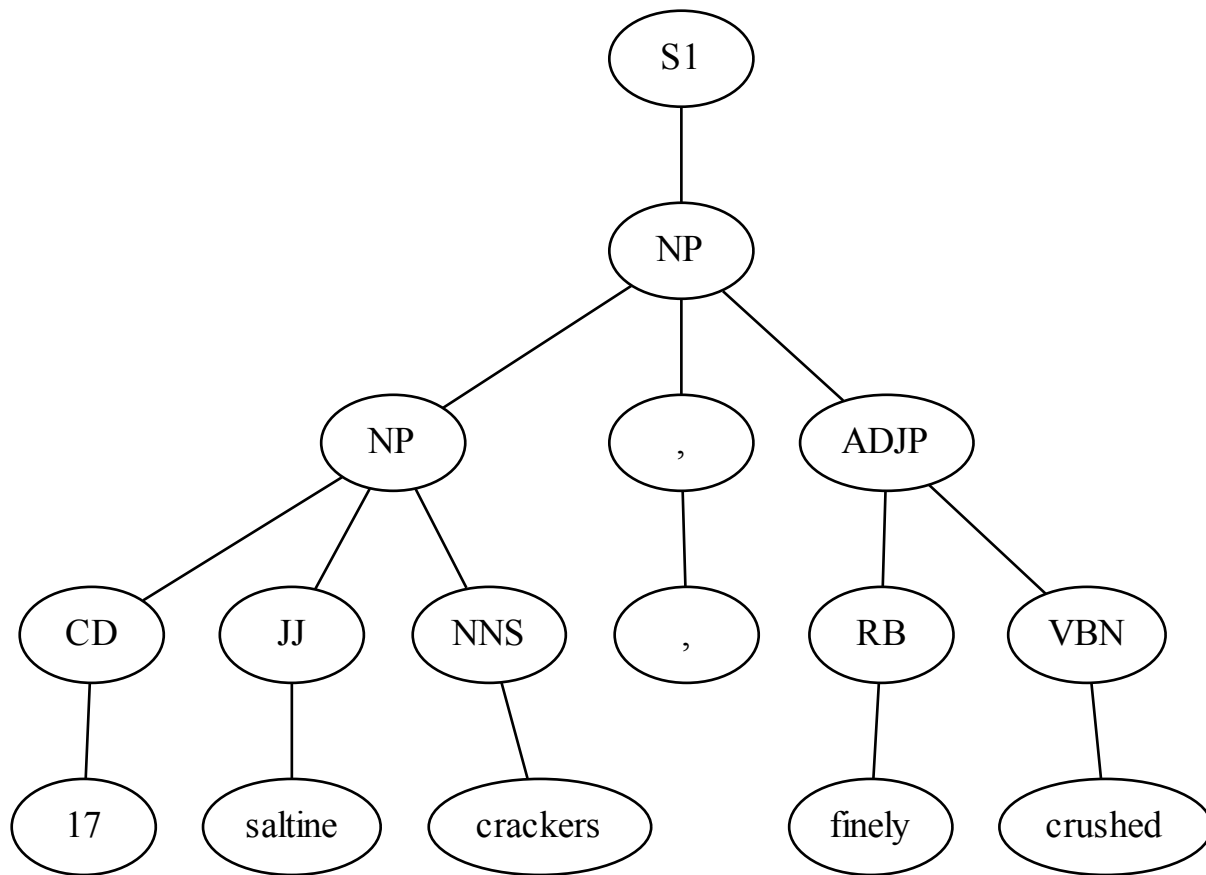 S1
NP
NP , ADJP
CD JJ NNS , RB VBN
17 saltine crackers finely crushed